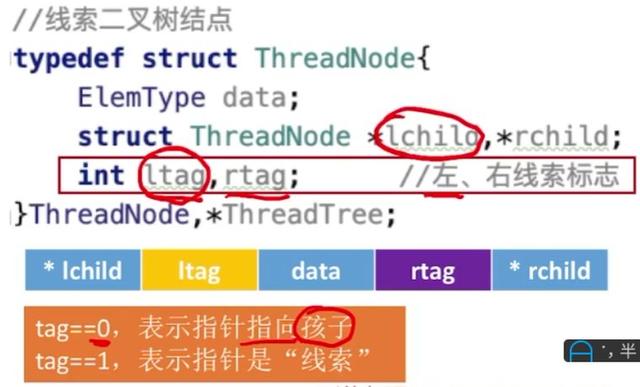 //线索二叉树结点
typedef struct ThreadNode{
ElemType data;
struct ThreadNode *lchild,*rchild;
int ltag,rtag; //左、右线索标志
}ThreadNode,*ThreadTree;
* lchild ltag data rtag * rchild
tag==0，表示指针指向孩子
tag==1，表示指针是“线索”
半